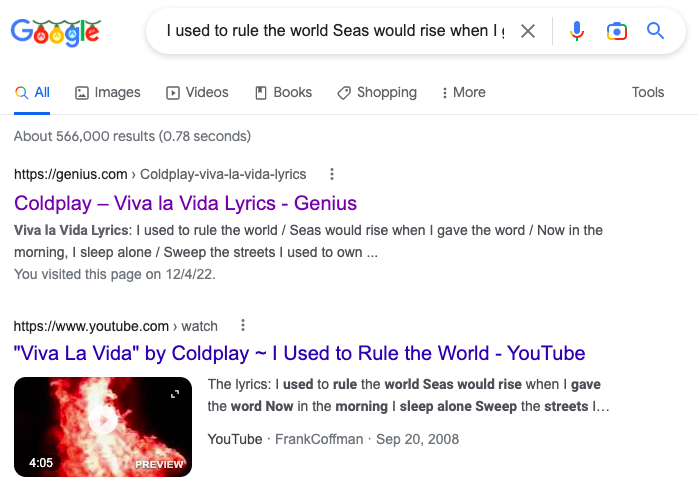 Google
I used to rule the world Seas would rise when I g
All Images Videos Books Shopping More Tools
About 566,000 results (0.78 seconds)
https://genius.com › Coldplay-viva-la-vida-lyrics
Coldplay – Viva la Vida Lyrics - Genius
Viva la Vida Lyrics: I used to rule the world / Seas would rise when I gave the word / Now in the
morning, I sleep alone / Sweep the streets I used to own ...
You visited this page on 12/4/22.
https://www.youtube.com › watch
"Viva La Vida" by Coldplay ~ I Used to Rule the World - YouTube
The lyrics: I used to rule the world Seas would rise when I gave
the word Now in the morning I sleep alone Sweep the streets I...
YouTube · FrankCoffman · Sep 20, 2008
4:05
PREVIEW